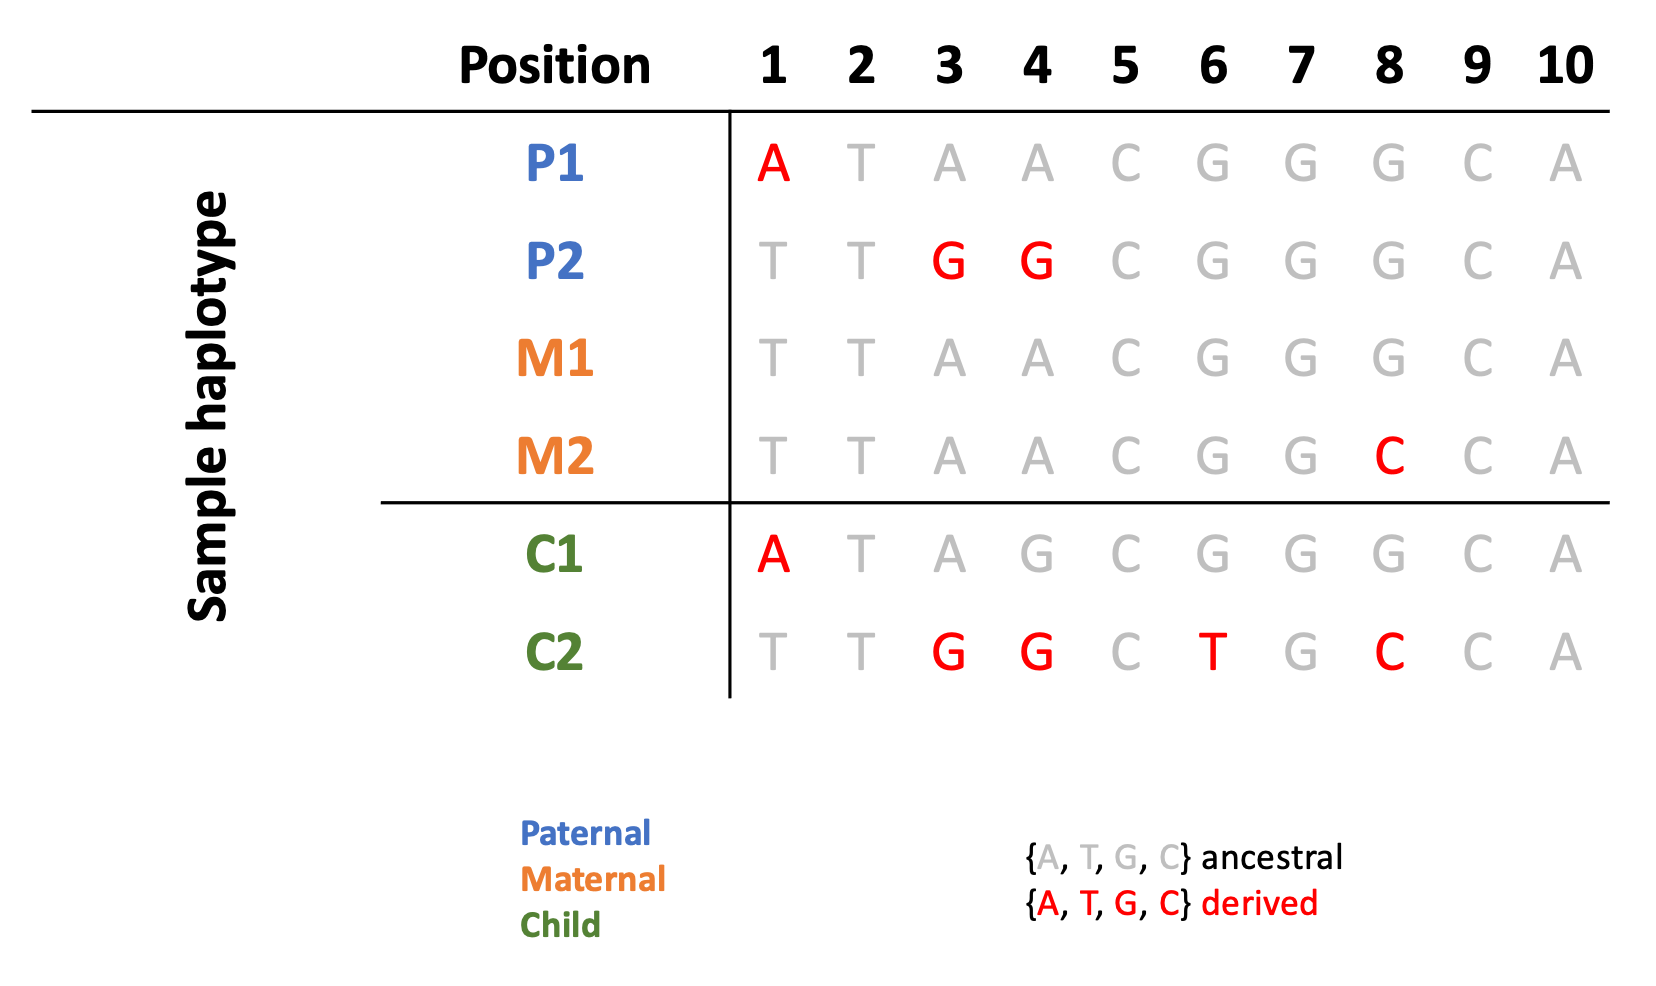 Position 1 2 3 4 5 6 7 8 9 10
Sample haplotype
P1 A T A A C G G G C A
P2 T T G G C G G G C A
M1 T T A A C G G G C A
M2 T T A A C G G C C A
C1 A T A G C G G G C A
C2 T T G G C T G C C A
Paternal
Maternal
Child
{A, T, G, C} ancestral
{A, T, G, C} derived